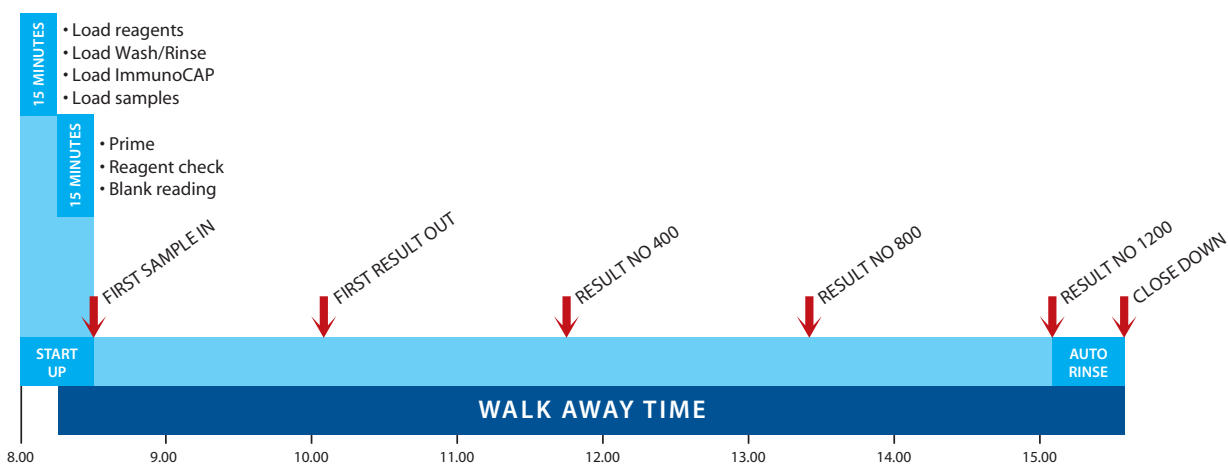 15 MINUTES
• Load reagents
• Load Wash/Rinse
• Load ImmunoCAP
• Load samples
15 MINUTES
• Prime
• Reagent check
• Blank reading
FIRST SAMPLE IN
FIRST RESULT OUT
RESULT NO 400
RESULT NO 800
RESULT NO 1200
CLOSE DOWN
START
UP
AUTO
RINSE
WALK AWAY TIME
8.00 9.00 10.00 11.00 12.00 13.00 14.00 15.00